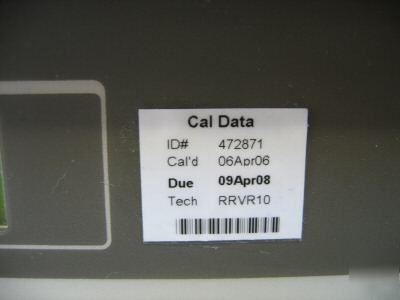 Cal Data
ID# 472871
Cal'd 06Apr06
Due 09Apr08
Tech RRVR10